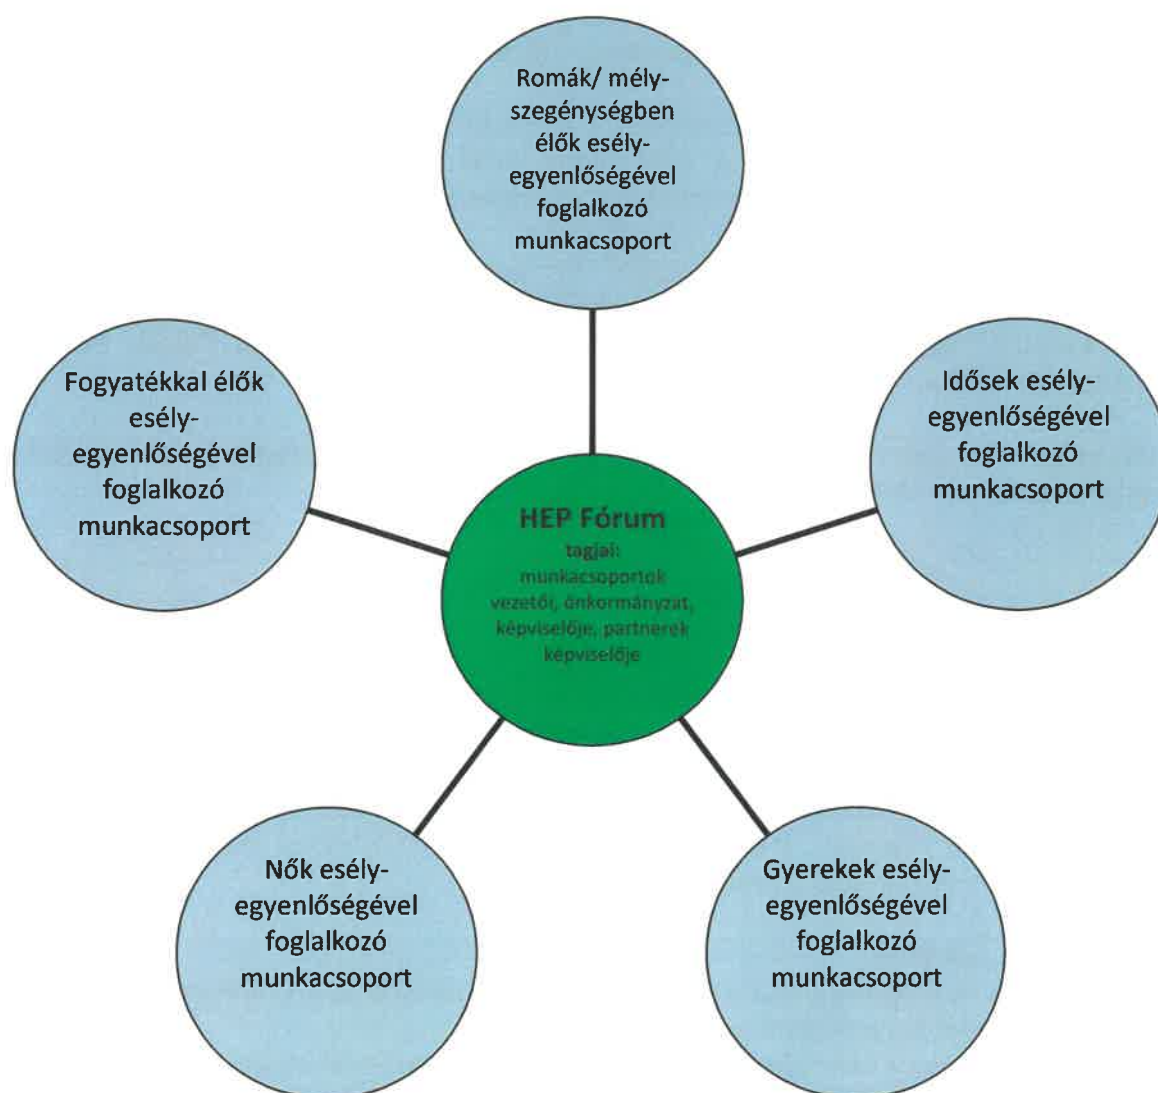 Romák/ mély-
szegénységben
élők esély-
egyenlőségével
foglalkozó
munkacsoport
Fogyatékkal élők
esély-
egyenlőségével
foglalkozó
munkacsoport
Idősek esély-
egyenlőségével
foglalkozó
munkacsoport
HEP Fórum
tagjai:
munkacsoportok
vezetői, önkormányzat,
képviselője, partnerek
képviselője
Nők esély-
egyenlőségével
foglalkozó
munkacsoport
Gyerekek esély-
egyenlőségével
foglalkozó
munkacsoport